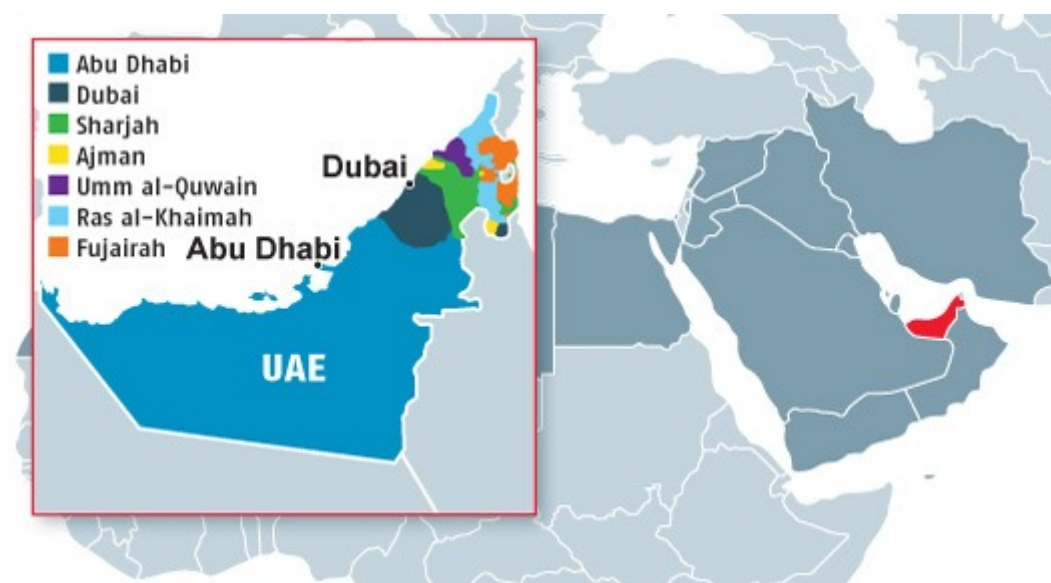 Abu Dhabi
Dubai
Sharjah
Ajman
Umm al-Quwain
Ras al-Khaimah
Fujairah
Dubai
Abu Dhabi
UAE